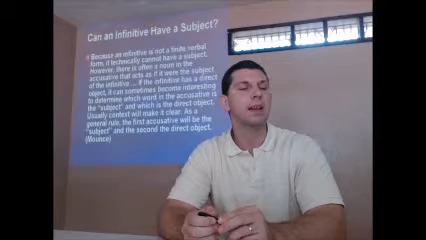 Can an Infinitive Have a Subject?
Because an infinitive is not a finite verbal
form, it technically cannot have a subject.
However, there is often a noun in the
accusative that acts as if it were the subject
of the infinitive ... If the infinitive has a direct
object, it can sometimes become interesting
to determine which word in the accusative is
the "subject" and which is the direct object.
Usually context will make it clear. As a
general rule, the first accusative will be the
"subject" and the second the direct object.
(Mounce)